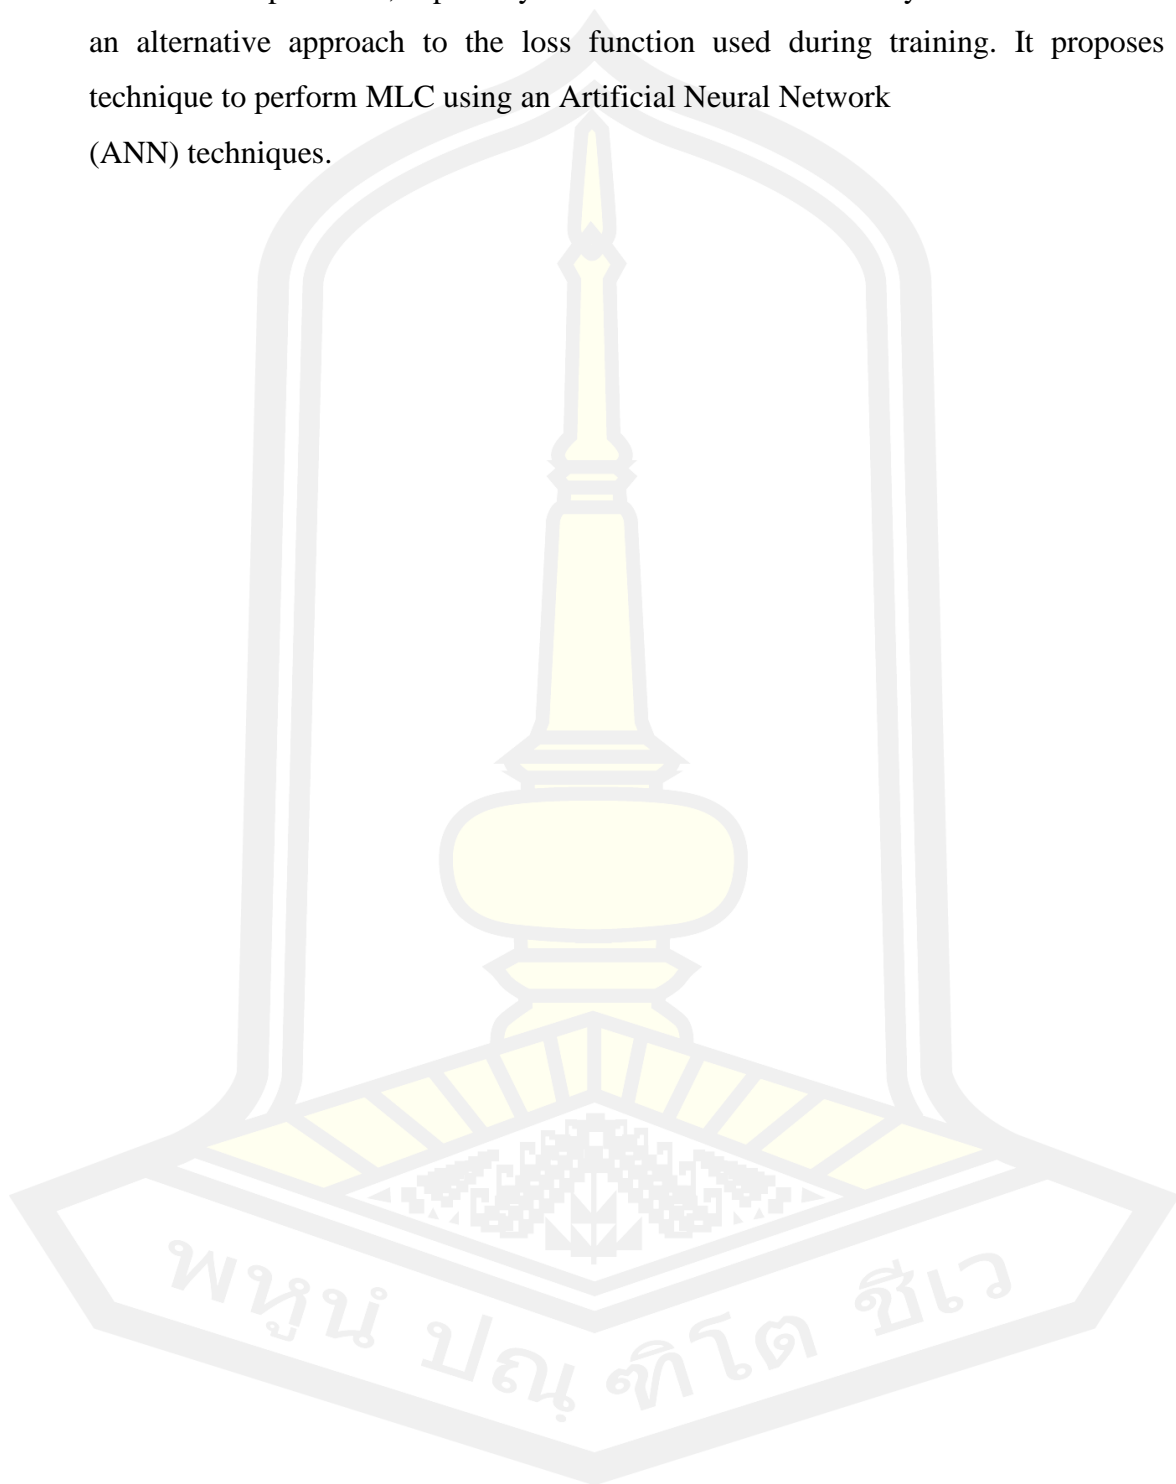 an alternative approach to the loss function used during training. It proposes
technique to perform MLC using an Artificial Neural Network
(ANN) techniques.
พหูนํ ปณฺฑิโต ชีเว